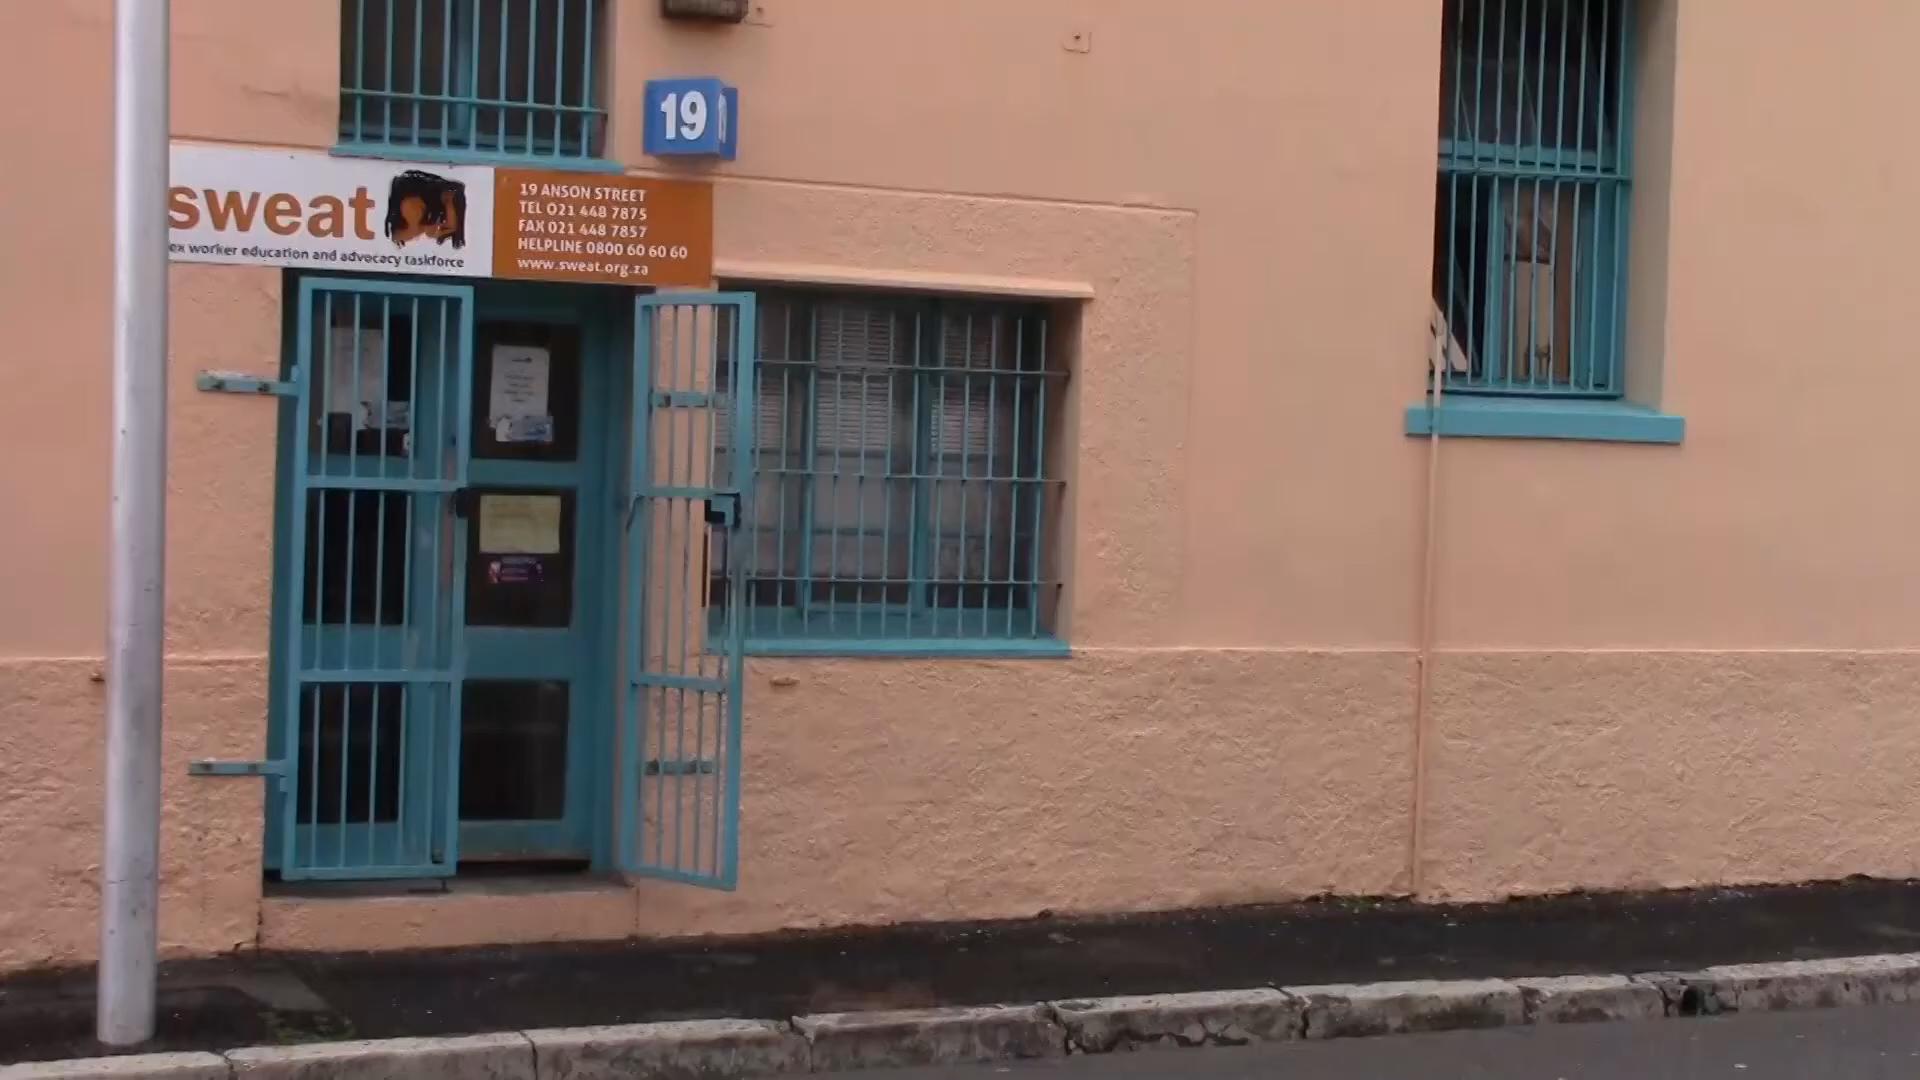 19
sweat
ex worker education and advocacy taskforce
19 ANSON STREET
TEL 021 448 7875
FAX 021 448 7857
HELPLINE 0800 60 60 60
www.sweat.org.za